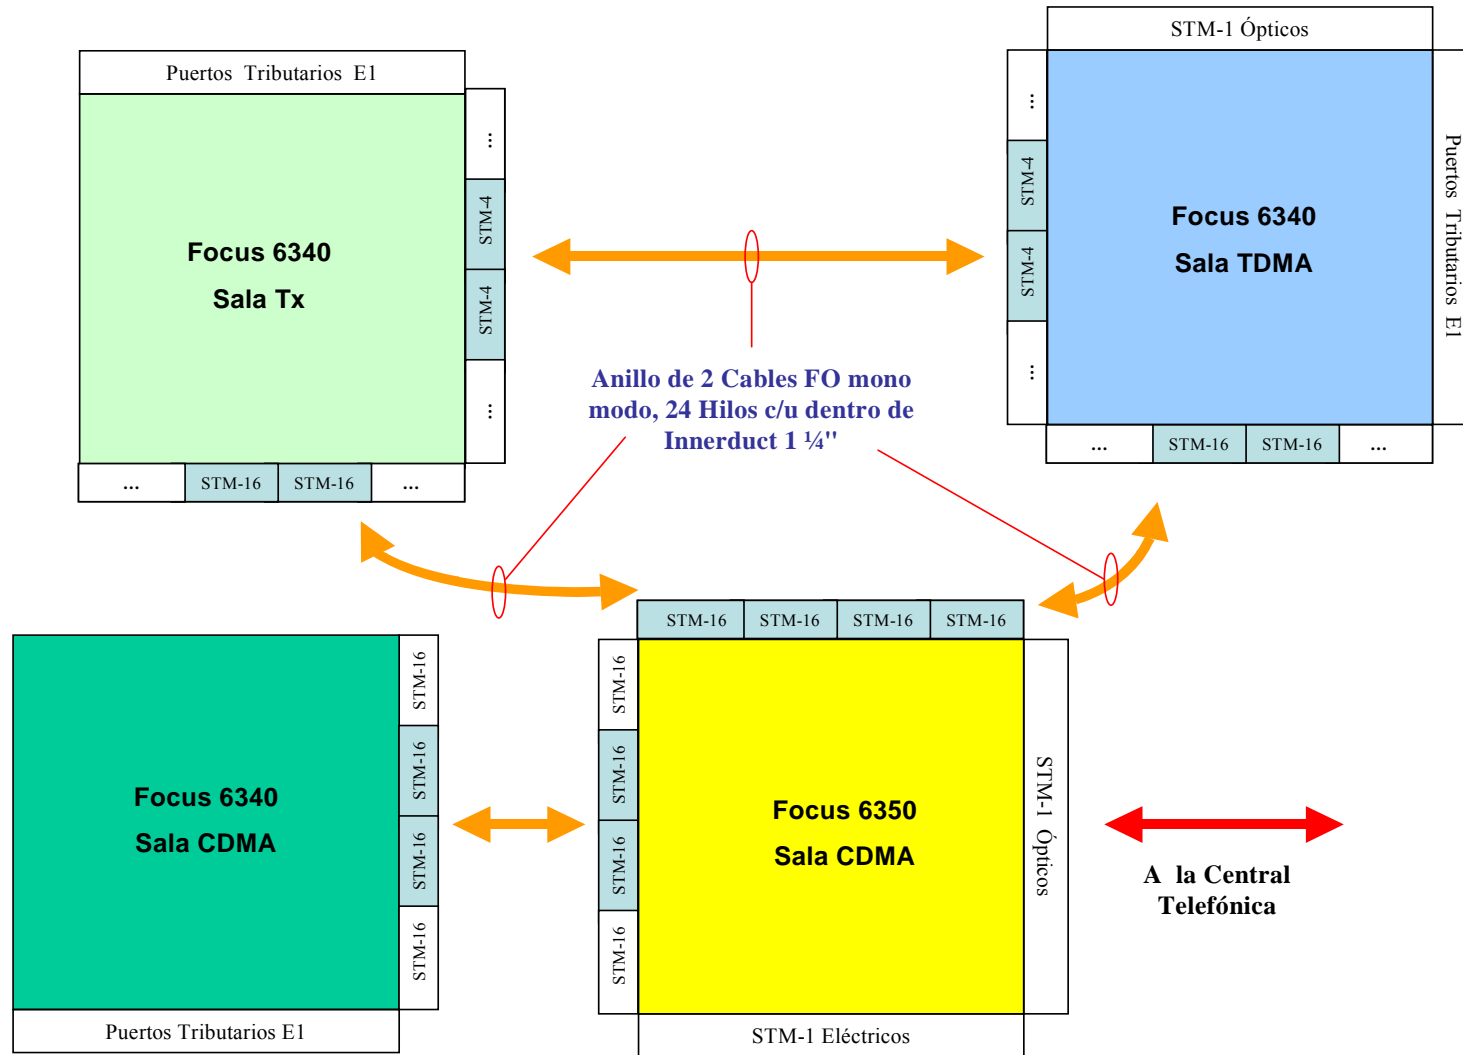 STM-1 Ópticos
Puertos Tributarios E1
...
STM-4
STM-4
...
STM-16
STM-16
...
...
Focus 6340
Sala Tx
...
STM-4
STM-4
...
Focus 6340
Sala TDMA
Puertos Tributarios E1
...
STM-16
STM-16
...
Anillo de 2 Cables FO mono
modo, 24 Hilos c/u dentro de
Innerduct 1 ¼"
STM-16
STM-16
STM-16
STM-16
Focus 6340
Sala CDMA
STM-16
STM-16
STM-16
STM-16
Puertos Tributarios E1
STM-16
STM-16
STM-16
STM-16
Focus 6350
Sala CDMA
STM-1 Ópticos
STM-1 Eléctricos
A la Central
Telefónica